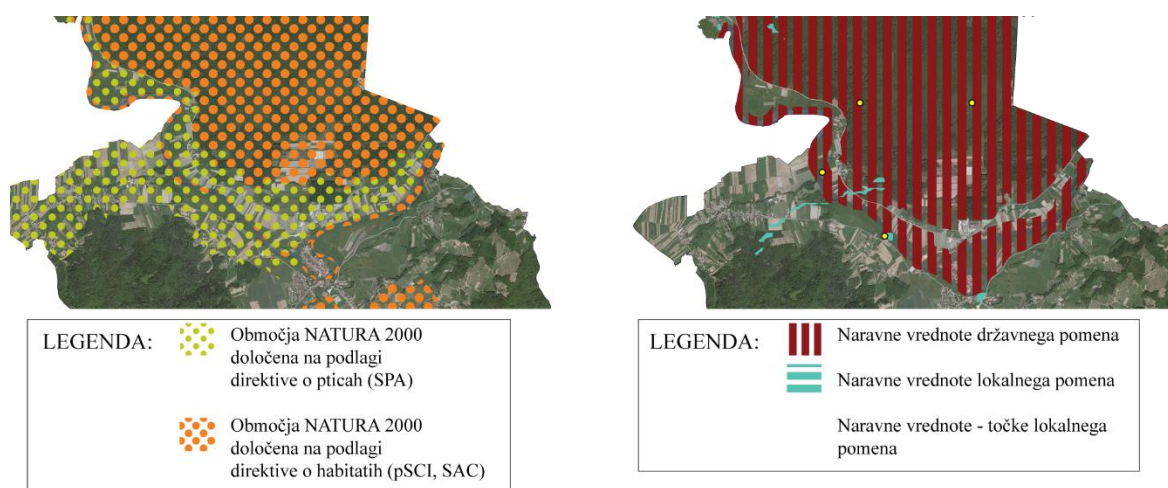 LEGENDA:
Območja NATURA 2000
določena na podlagi
direktive o pticah (SPA)
Območja NATURA 2000
določena na podlagi
direktive o habitatih (pSCI, SAC)
LEGENDA:
Naravne vrednote državnega pomena
Naravne vrednote lokalnega pomena
Naravne vrednote - točke lokalnega
pomena